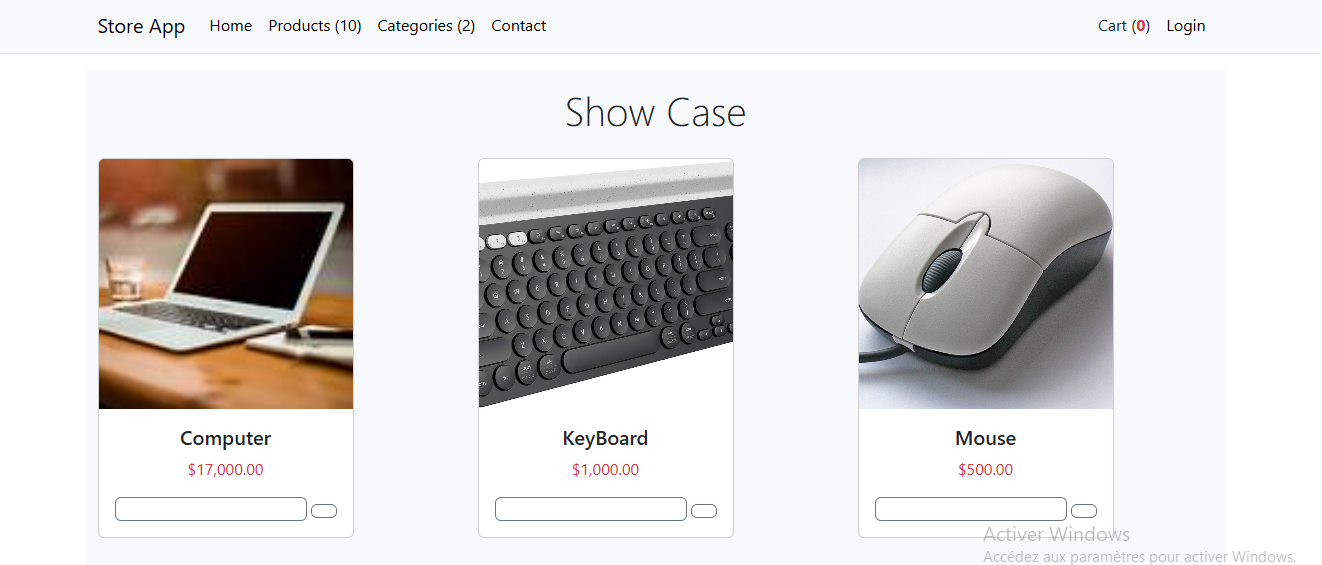 Store App Home Products (10) Categories (2) Contact Cart (0) Login
Show Case
Computer
$17,000.00
KeyBoard
$1,000.00
Mouse
$500.00
Activer Windows
Accédez aux paramètres pour activer Windows.